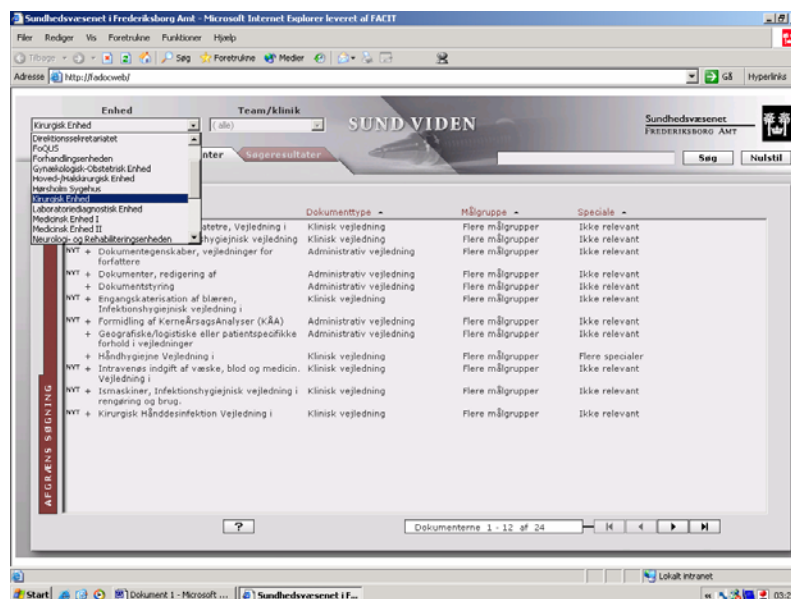 Sundhedsvæsenet i Frederiksborg Amt - Microsoft Internet Explorer leveret af FACIT
Filer Rediger Vis Foretrukne Funktioner Hjælp
Tilbage Søg Foretrukne Medier
Adresse http://fadocweb/ Gå Hyperlinks
Enhed Team/klinik
Kirurgisk Enhed ( alle) SUND VIDEN Sundhedsvæsenet
FREDERIKSBORG AMT
Direktionssekretariatet
FoQUS
Forhandlingsenheden
Gynækologisk-Obstetrisk Enhed
Hoved-/Halskirurgisk Enhed
Hørsholm Sygehus
Kirurgisk Enhed
Laboratoriediagnostisk Enhed
Medicinsk Enhed I
Medicinsk Enhed II
Neurologi- og Rehabiliteringsenheden
nter Søgeresultater Søg Nulstil
Dokumenttype Målgruppe Speciale
atetre, Vejledning i Klinisk vejledning Flere målgrupper Ikke relevant
shygiejnisk vejledning Klinisk vejledning Flere målgrupper Ikke relevant
NYT + Dokumentegenskaber, vejledninger for Administrativ vejledning Flere målgrupper Ikke relevant
forfattere
NYT + Dokumenter, redigering af Administrativ vejledning Flere målgrupper Ikke relevant
+ Dokumentstyring Administrativ vejledning Flere målgrupper Ikke relevant
NYT + Engangskaterisation af blæren, Klinisk vejledning Flere målgrupper Ikke relevant
Infektionshygiejnisk vejledning i
NYT + Formidling af KerneÅrsagsAnalyser (KÅA) Administrativ vejledning Flere målgrupper Ikke relevant
+ Geografiske/logistiske eller patientspecifikke Administrativ vejledning Flere målgrupper Ikke relevant
forhold i vejledninger
+ Håndhygiejne Vejledning i Klinisk vejledning Flere målgrupper Flere specialer
NYT + Intravenøs indgift af væske, blod og medicin. Klinisk vejledning Flere målgrupper Ikke relevant
Vejledning i
NYT + Ismaskiner, Infektionshygiejnisk vejledning i Klinisk vejledning Flere målgrupper Ikke relevant
rengøring og brug.
NYT + Kirurgisk Hånddesinfektion Vejledning i Klinisk vejledning Flere målgrupper Ikke relevant
AFGRÆNS SØGNING
? Dokumenterne 1 - 12 af 24
Lokalt intranet
Start Dokument 1 - Microsoft ... Sundhedsvæsenet i F... 03:2